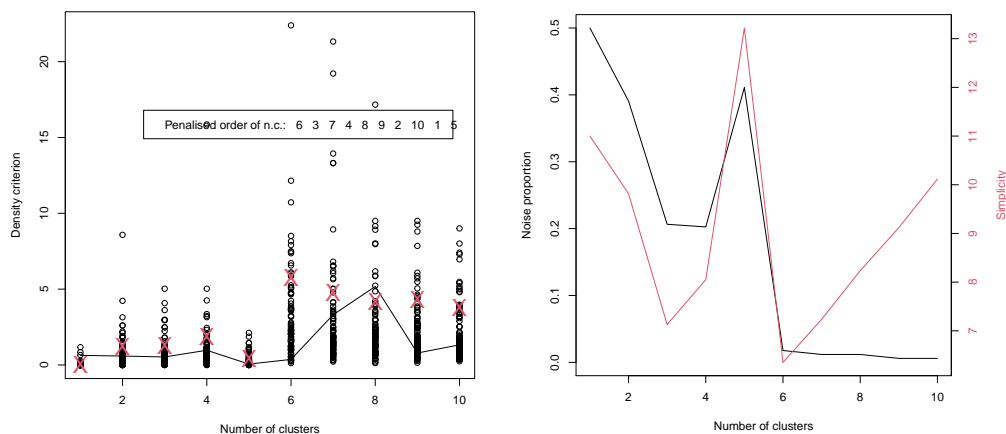 Density criterion
20
15
10
5
0
Penalised order of n.c.: 6 3 7 4 8 9 2 10 1 5
2 4 6 8 10
Number of clusters
Noise proportion
0.5
0.4
0.3
0.2
0.1
0.0
2 4 6 8 10
Number of clusters
13
12
11
10
9
8
7
Simplicity